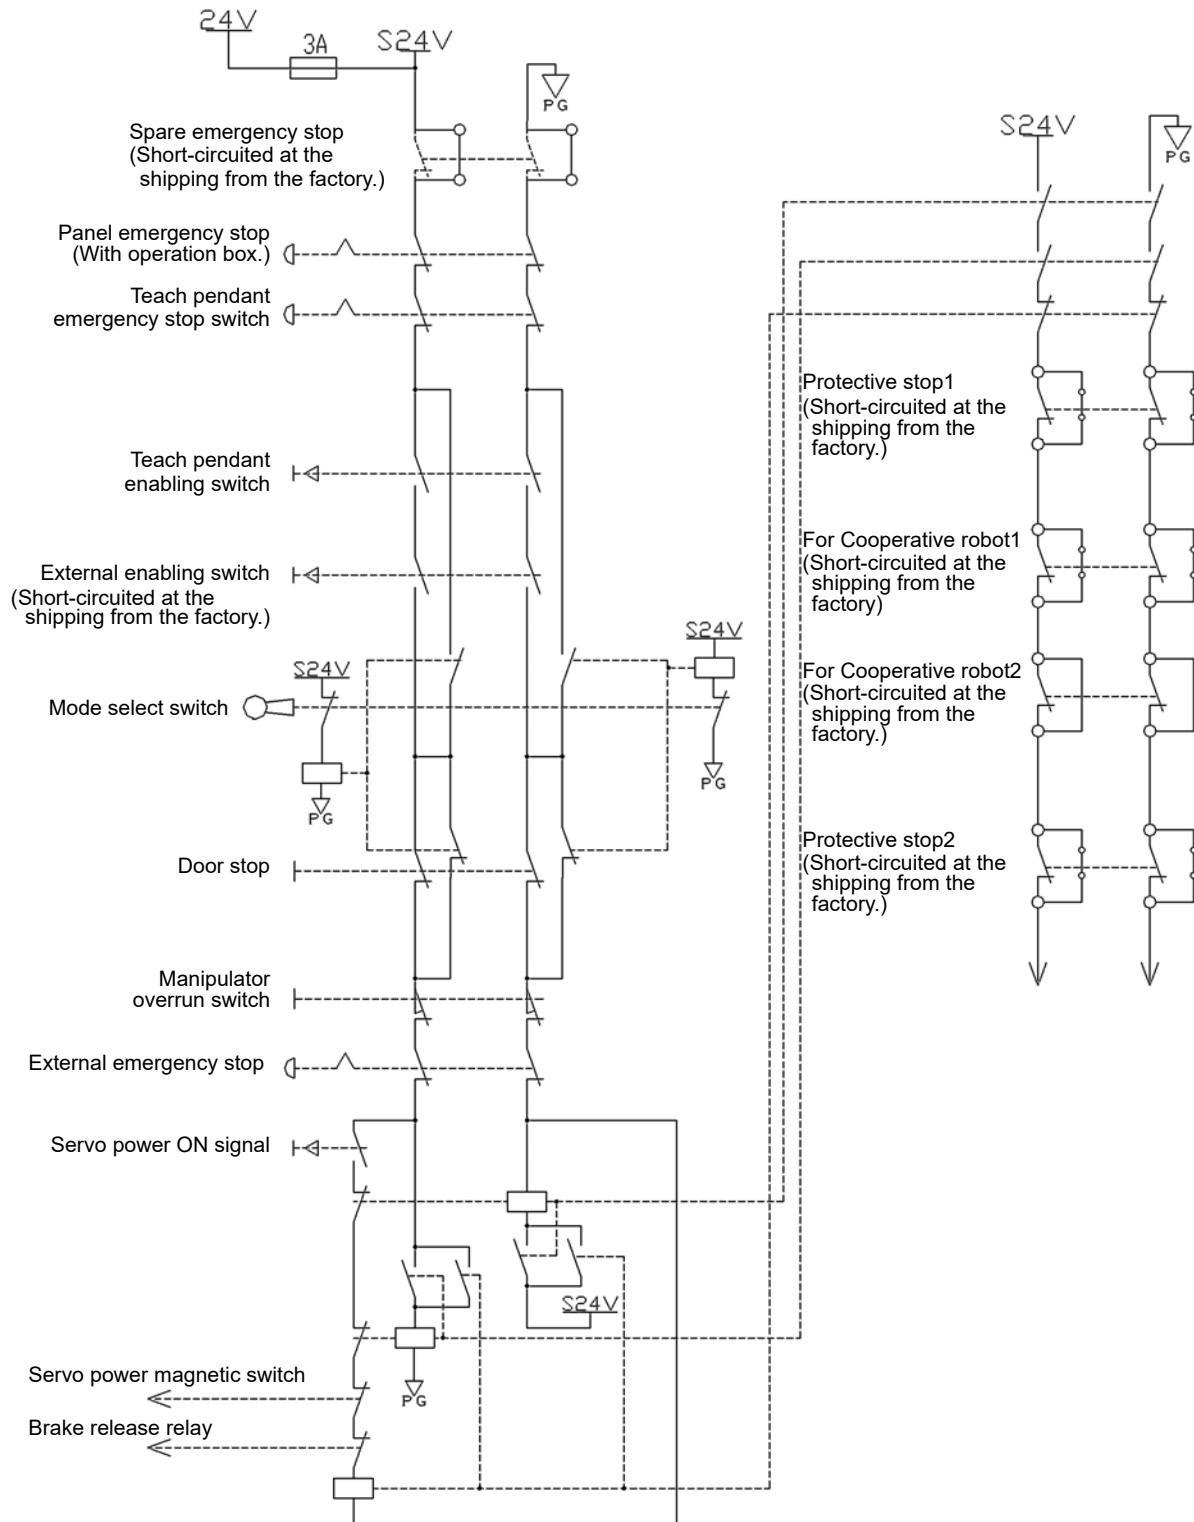 24V
3A
S24V
PG
Spare emergency stop
(Short-circuited at the
shipping from the factory.)
S24V
PG
Panel emergency stop
(With operation box.)
Teach pendant
emergency stop switch
Protective stop1
(Short-circuited at the
shipping from the
factory.)
Teach pendant
enabling switch
For Cooperative robot1
(Short-circuited at the
shipping from the
factory)
External enabling switch
(Short-circuited at the
shipping from the factory.)
S24V
S24V
Mode select switch
PG
PG
For Cooperative robot2
(Short-circuited at the
shipping from the
factory.)
Door stop
Protective stop2
(Short-circuited at the
shipping from the
factory.)
Manipulator
overrun switch
External emergency stop
Servo power ON signal
S24V
Servo power magnetic switch
PG
Brake release relay